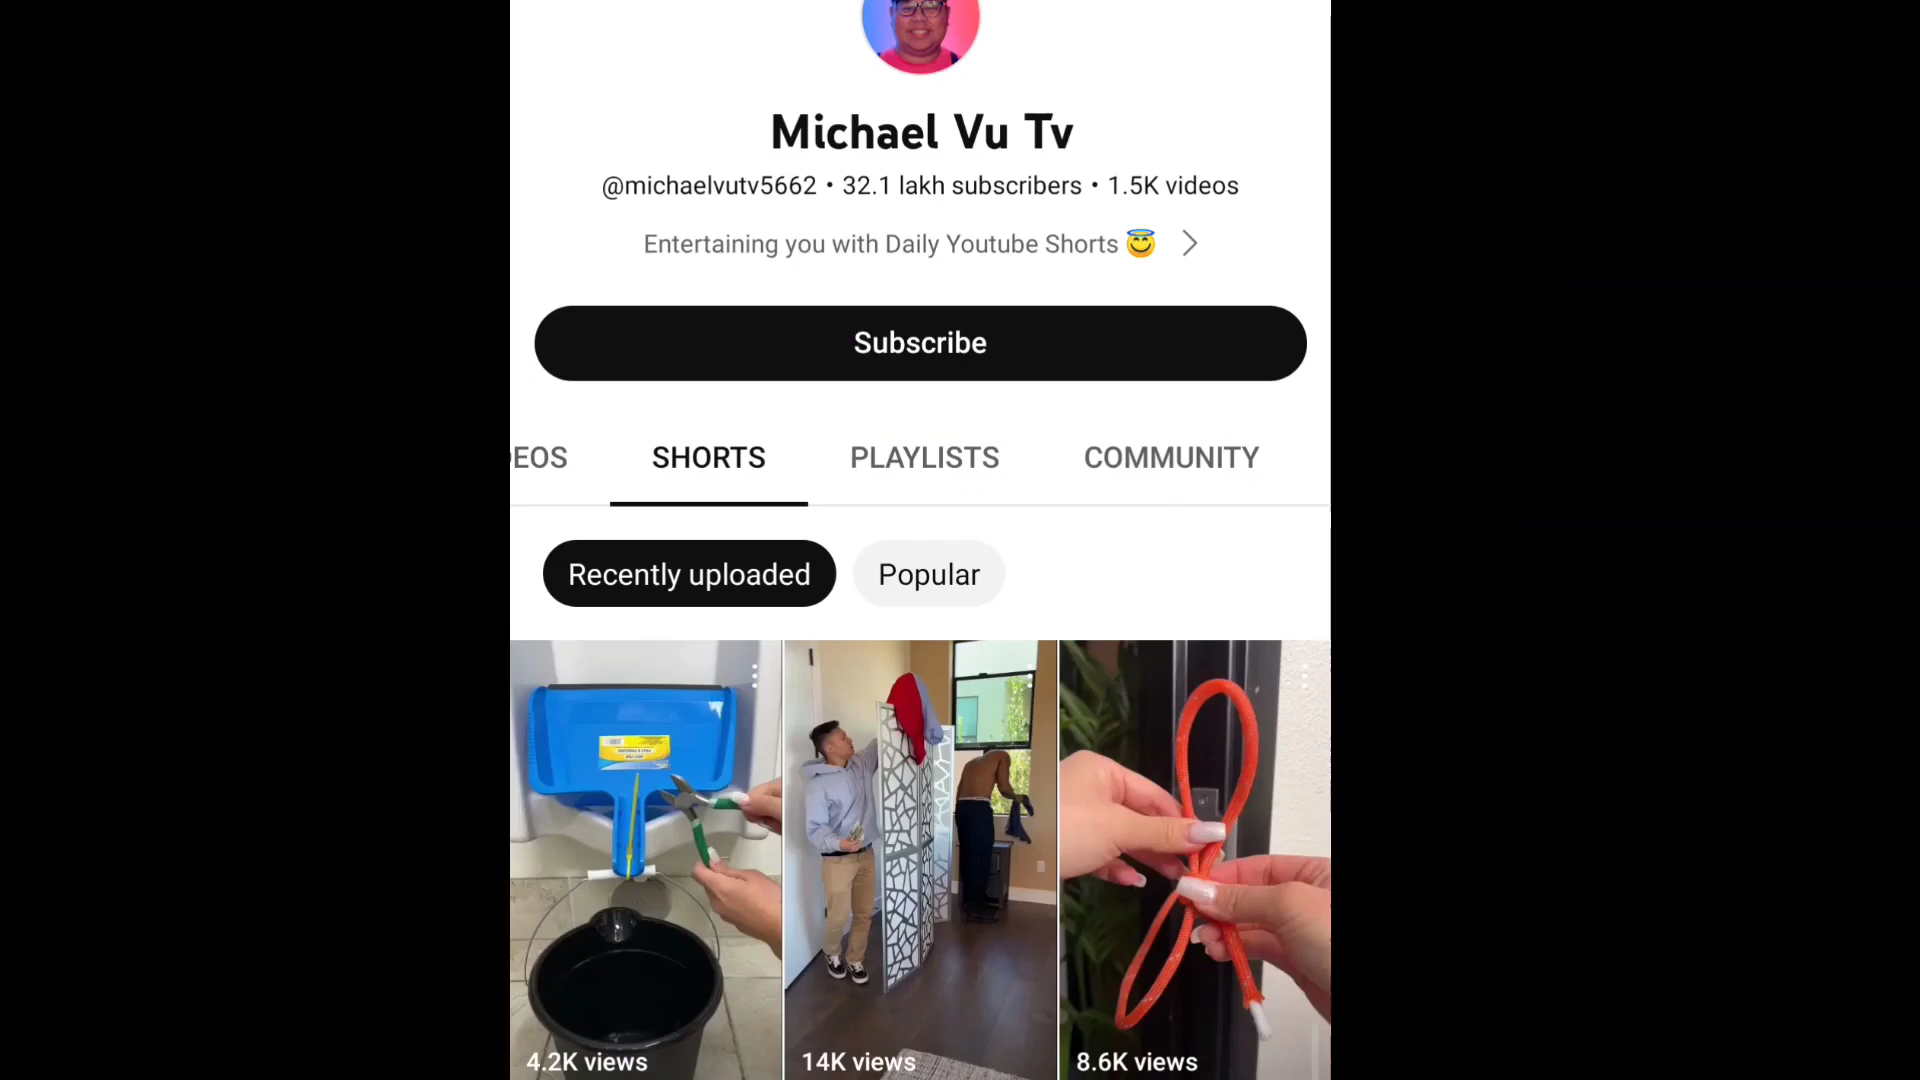 Michael Vu Tv
@michaelvutv5662 • 32.1 lakh subscribers • 1.5K videos
Entertaining you with Daily Youtube Shorts 😇
Subscribe
EOS SHORTS PLAYLISTS COMMUNITY
Recently uploaded Popular
4.2K views 14K views 8.6K views